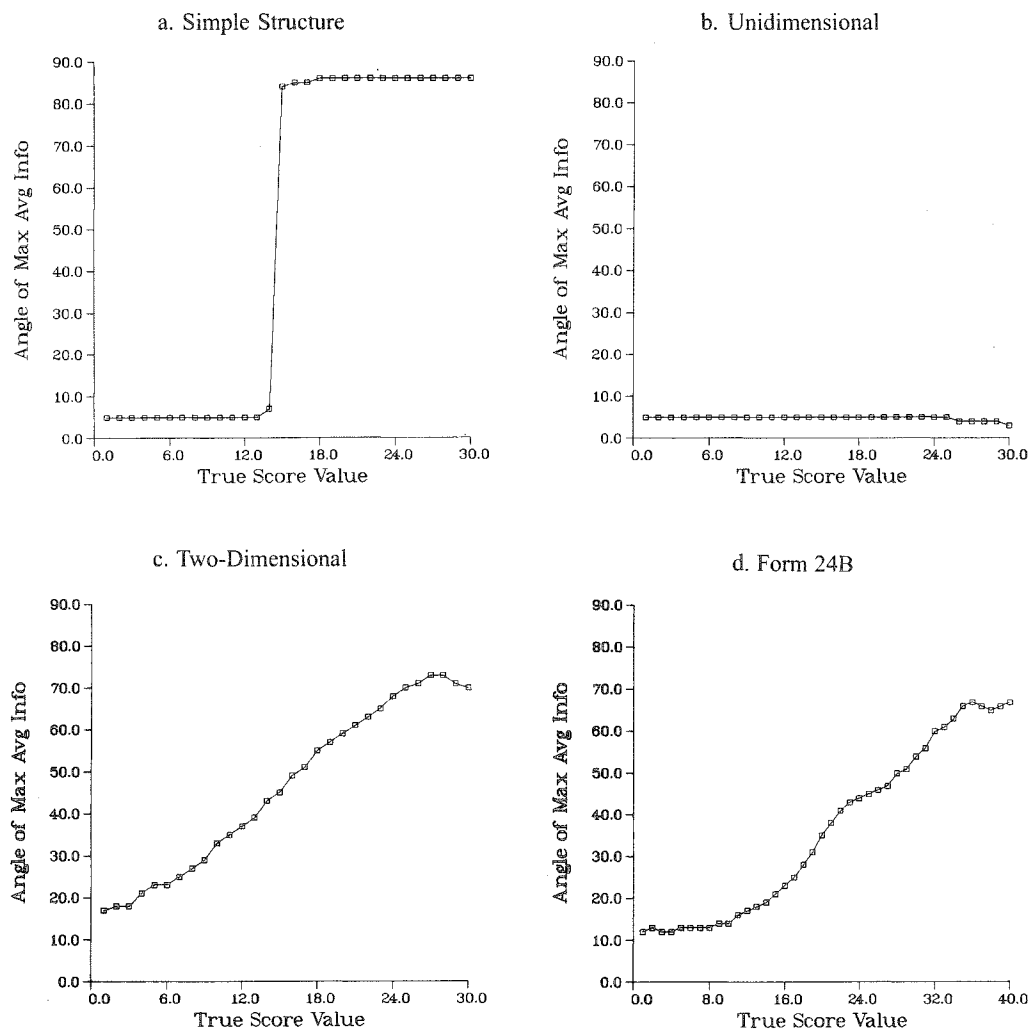 a. Simple Structure
90.0
80.0
70.0
60.0
50.0
40.0
30.0
20.0
10.0
0.0
Angle of Max Avg Info
0.0 6.0 12.0 18.0 24.0 30.0
True Score Value
b. Unidimensional
90.0
80.0
70.0
60.0
50.0
40.0
30.0
20.0
10.0
0.0
Angle of Max Avg Info
0.0 6.0 12.0 18.0 24.0 30.0
True Score Value
c. Two-Dimensional
90.0
80.0
70.0
60.0
50.0
40.0
30.0
20.0
10.0
0.0
Angle of Max Avg Info
0.0 6.0 12.0 18.0 24.0 30.0
True Score Value
d. Form 24B
90.0
80.0
70.0
60.0
50.0
40.0
30.0
20.0
10.0
0.0
Angle of Max Avg Info
0.0 8.0 16.0 24.0 32.0 40.0
True Score Value